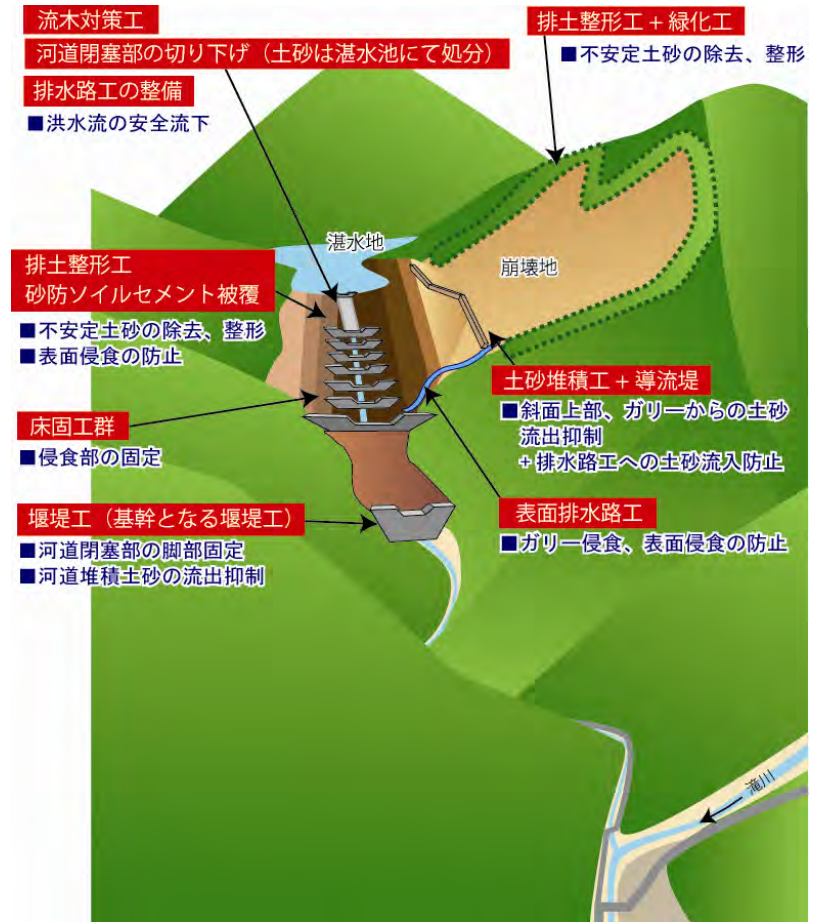 流木対策工
河道閉塞部の切り下げ（土砂は湛水池にて処分）
排水路工の整備
■洪水流の安全流下
排土整形工＋緑化工
■不安定土砂の除去、整形
湛水地
崩壊地
排土整形工
砂防ソイルセメント被覆
■不安定土砂の除去、整形
■表面侵食の防止
土砂堆積工＋導流堤
■斜面上部、ガリーからの土砂
流出抑制
＋排水路工への土砂流入防止
床固工群
■侵食部の固定
堰堤工（基幹となる堰堤工）
■河道閉塞部の脚部固定
■河道堆積土砂の流出抑制
表面排水路工
■ガリー侵食、表面侵食の防止
滝川